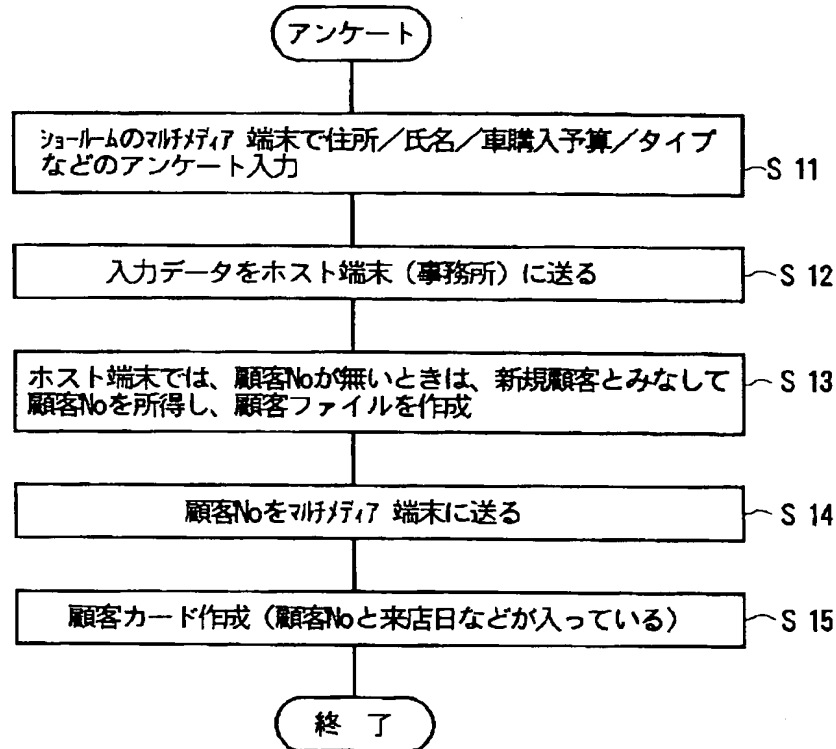 アンケート
ｼｮｰﾙｰﾑのﾏﾙﾁﾒﾃﾞｨｱ 端末で住所／氏名／車購入予算／タイプ
などのアンケート入力
S 11
入力データをホスト端末（事務所）に送る
S 12
ホスト端末では、顧客Noが無いときは、新規顧客とみなして
顧客Noを所得し、顧客ファイルを作成
S 13
顧客Noをﾏﾙﾁﾒﾃﾞｨｱ 端末に送る
S 14
顧客カード作成（顧客Noと来店日などが入っている）
S 15
終 了